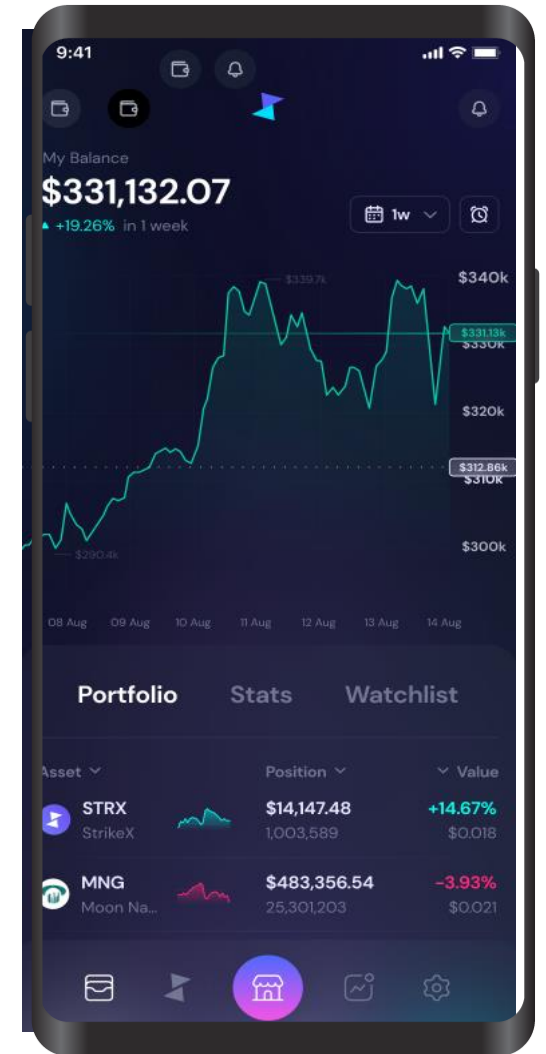 9:41
My Balance
$331,132.07
+19.26% in 1 week
1w
$339.7k
$340k
$331.13k
$330k
$320k
$312.86k
$310k
$300k
$290.4k
08 Aug 09 Aug 10 Aug 11 Aug 12 Aug 13 Aug 14 Aug
Portfolio Stats Watchlist
Asset Position Value
STRX $14,147.48 +14.67%
StrikeX 1,003,589 $0.018
MNG $483,356.54 -3.93%
Moon Na... 25,301,203 $0.021